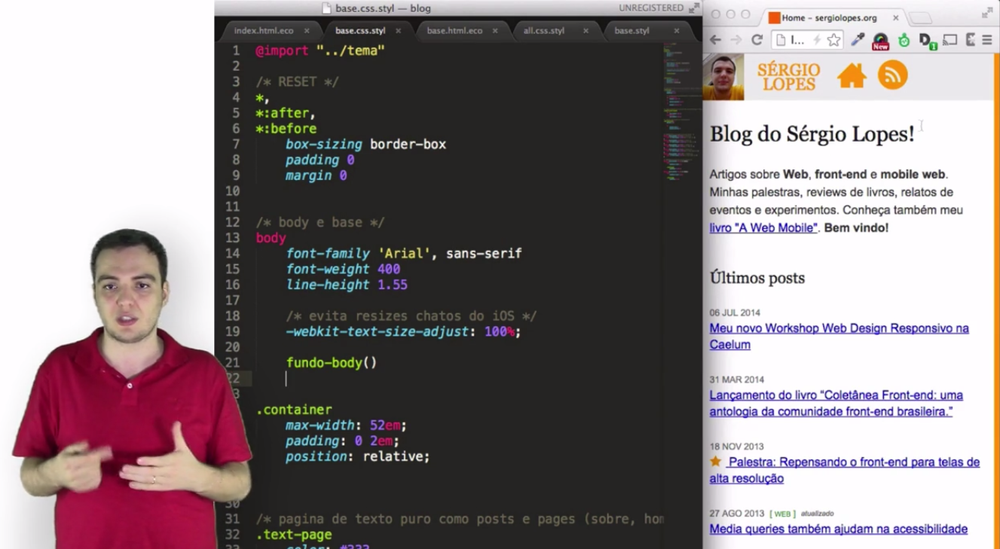 base.css.styl — blog
UNREGISTERED
index.html.eco ×
base.css.styl ×
base.html.eco ×
all.css.styl ×
base.styl ×
1 @import "../tema"
2
3 /* RESET */
4 *,
5 *:after,
6 *:before
7 box-sizing border-box
8 padding 0
9 margin 0
10
11
12 /* body e base */
13 body
14 font-family 'Arial', sans-serif
15 font-weight 400
16 line-height 1.55
17
18 /* evita resizes chatos do iOS */
19 -webkit-text-size-adjust: 100%;
20
21 fundo-body()
22
3
.container
max-width: 52em;
padding: 0 2em;
position: relative;
30
31 /* pagina de texto puro como posts e pages (sobre, hom
32 .text-page
33 color: #333
Home – sergiolopes.org ×
l...
New
D
1
SÉRGIO
LOPES
Blog do Sérgio Lopes!
Artigos sobre Web, front-end e mobile web.
Minhas palestras, reviews de livros, relatos de
eventos e experimentos. Conheça também meu
livro "A Web Mobile". Bem vindo!
Últimos posts
06 JUL 2014
Meu novo Workshop Web Design Responsivo na
Caelum
31 MAR 2014
Lançamento do livro “Coletânea Front-end: uma
antologia da comunidade front-end brasileira.”
18 NOV 2013
Palestra: Repensando o front-end para telas de
alta resolução
27 AGO 2013 [ WEB ] atualizado
Media queries também ajudam na acessibilidade